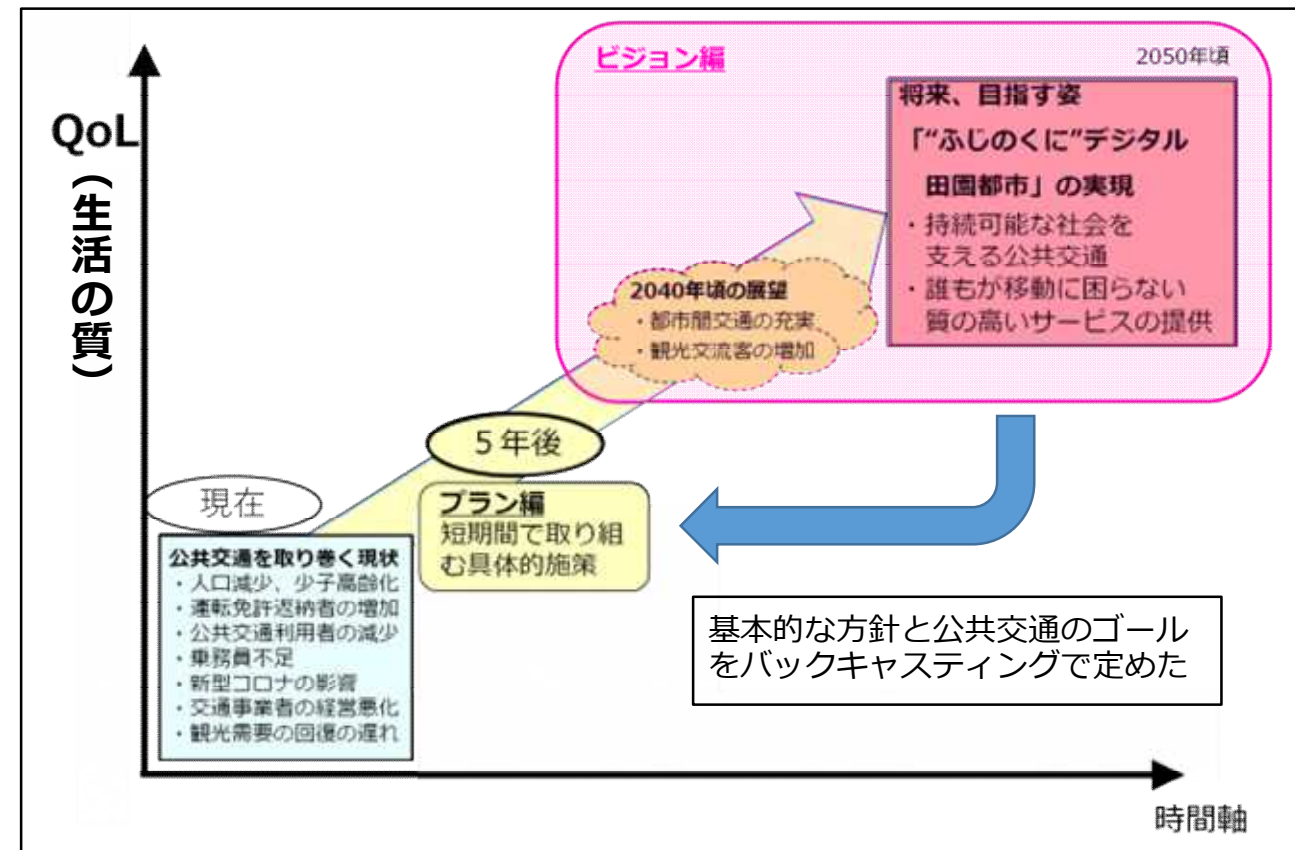 ビジョン編
2050年頃
将来、目指す姿
「“ふじのくに”デジタル
田園都市」の実現
・持続可能な社会を
支える公共交通
・誰もが移動に困らない
質の高いサービスの提供
QoL
（生活の質）
2040年頃の展望
・都市間交通の充実
・観光交流客の増加
5年後
プラン編
短期間で取り組
む具体的施策
現在
公共交通を取り巻く現状
・人口減少、少子高齢化
・運転免許返納者の増加
・公共交通利用者の減少
・乗務員不足
・新型コロナの影響
・交通事業者の経営悪化
・観光需要の回復の遅れ
基本的な方針と公共交通のゴール
をバックキャスティングで定めた
時間軸